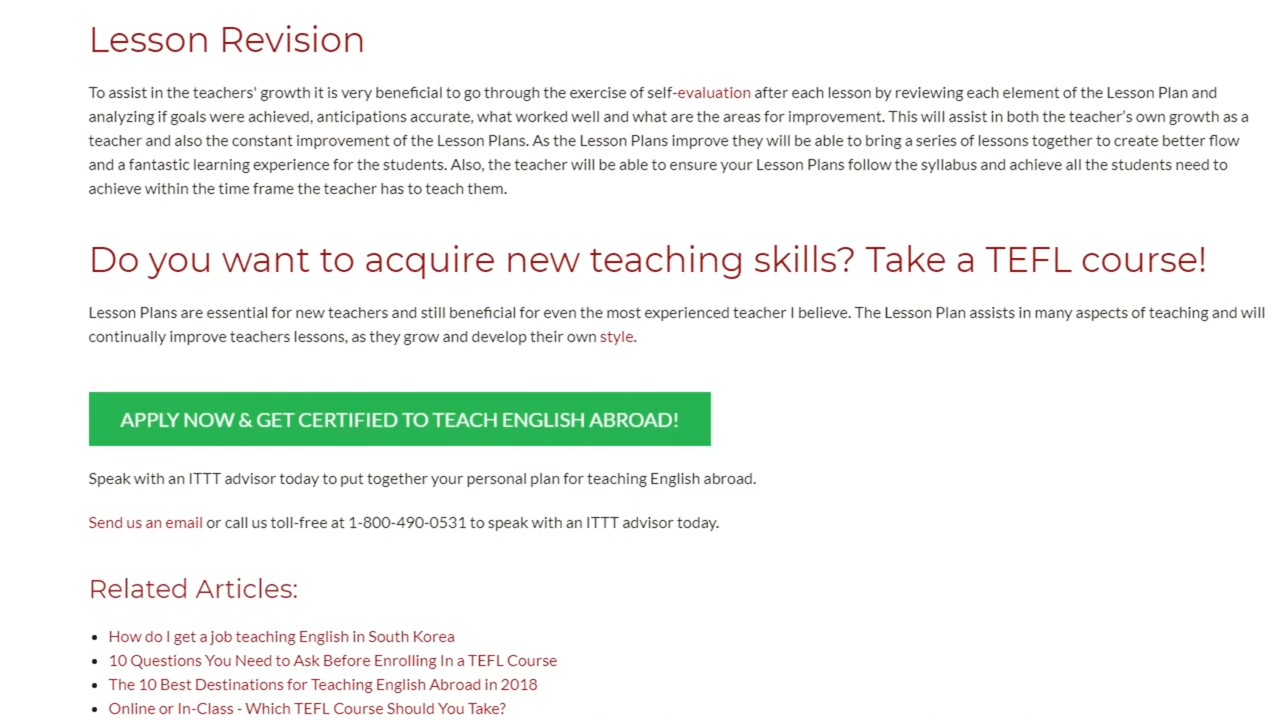 Lesson Revision
To assist in the teachers' growth it is very beneficial to go through the exercise of self-evaluation after each lesson by reviewing each element of the Lesson Plan and
analyzing if goals were achieved, anticipations accurate, what worked well and what are the areas for improvement. This will assist in both the teacher's own growth as a
teacher and also the constant improvement of the Lesson Plans. As the Lesson Plans improve they will be able to bring a series of lessons together to create better flow
and a fantastic learning experience for the students. Also, the teacher will be able to ensure your Lesson Plans follow the syllabus and achieve all the students need to
achieve within the time frame the teacher has to teach them.
Do you want to acquire new teaching skills? Take a TEFL course!
Lesson Plans are essential for new teachers and still beneficial for even the most experienced teacher I believe. The Lesson Plan assists in many aspects of teaching and will
continually improve teachers lessons, as they grow and develop their own style.
APPLY NOW & GET CERTIFIED TO TEACH ENGLISH ABROAD!
Speak with an ITTT advisor today to put together your personal plan for teaching English abroad.
Send us an email or call us toll-free at 1-800-490-0531 to speak with an ITTT advisor today.
Related Articles:
• How do I get a job teaching English in South Korea
• 10 Questions You Need to Ask Before Enrolling In a TEFL Course
• The 10 Best Destinations for Teaching English Abroad in 2018
• Online or In-Class - Which TEFL Course Should You Take?